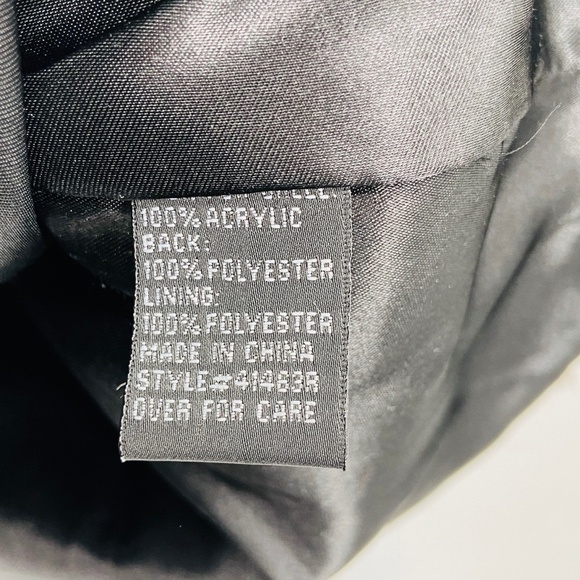 100% ACRYLIC
BACK:
100% POLYESTER
LINING:
100% POLYESTER
MADE IN CHINA
STYLE#41463R
OVER FOR CARE